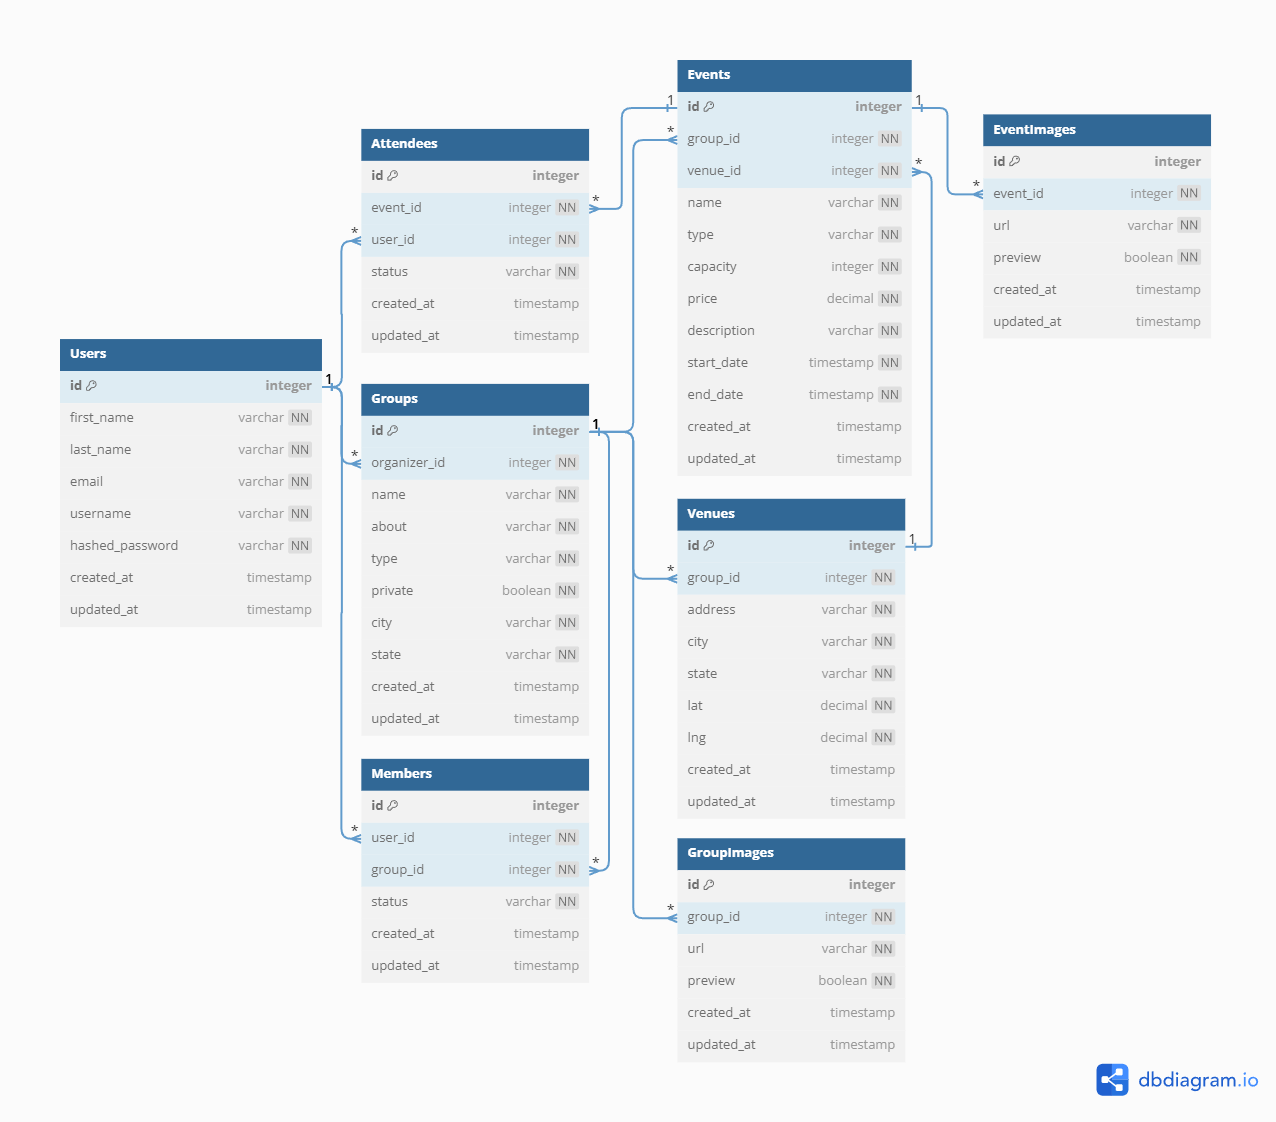 Users
id integer
first_name varchar NN
last_name varchar NN
email varchar NN
username varchar NN
hashed_password varchar NN
created_at timestamp
updated_at timestamp
1
Attendees
id integer
* event_id integer NN
* user_id integer NN
status varchar NN
created_at timestamp
updated_at timestamp
Groups
id integer 1
* organizer_id integer NN
name varchar NN
about varchar NN
type varchar NN
private boolean NN
city varchar NN
state varchar NN
created_at timestamp
updated_at timestamp
Members
id integer
* user_id integer NN
group_id integer NN *
status varchar NN
created_at timestamp
updated_at timestamp
Events
1 id integer 1
* group_id integer NN
venue_id integer NN *
name varchar NN
type varchar NN
capacity integer NN
price decimal NN
description varchar NN
start_date timestamp NN
end_date timestamp NN
created_at timestamp
updated_at timestamp
Venues
id integer 1
* group_id integer NN
address varchar NN
city varchar NN
state varchar NN
lat decimal NN
lng decimal NN
created_at timestamp
updated_at timestamp
GroupImages
id integer
* group_id integer NN
url varchar NN
preview boolean NN
created_at timestamp
updated_at timestamp
EventImages
id integer
* event_id integer NN
url varchar NN
preview boolean NN
created_at timestamp
updated_at timestamp
dbdiagram.io